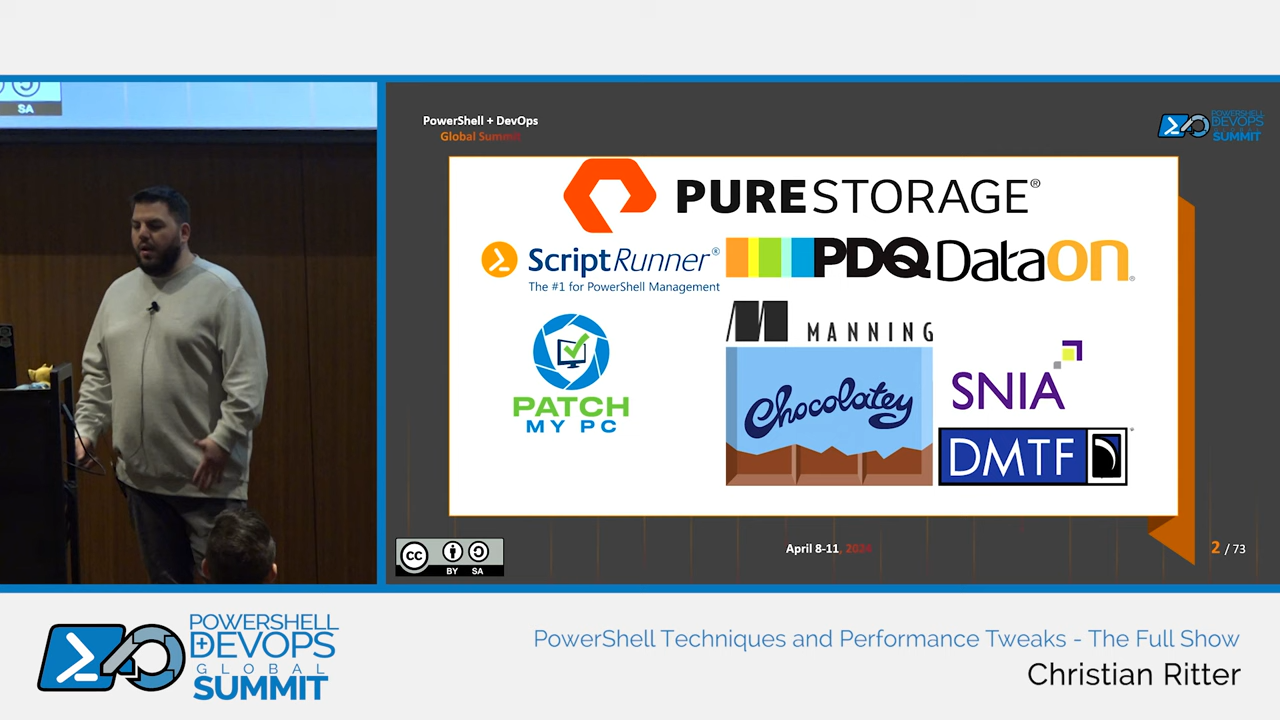 SA
PowerShell + DevOps
Global Summit
POWERSHELL
DEVOPS
SUMMIT
PURESTORAGE®
ScriptRunner®
The #1 for PowerShell Management
PDQ
DataON®
MANNING
PATCH
MY PC
Chocolatey
SNIA
DMTF
cc
BY SA
April 8-11, 2024
2 / 73
POWERSHELL
+DEVOPS
GLOBAL
SUMMIT
PowerShell Techniques and Performance Tweaks - The Full Show
Christian Ritter